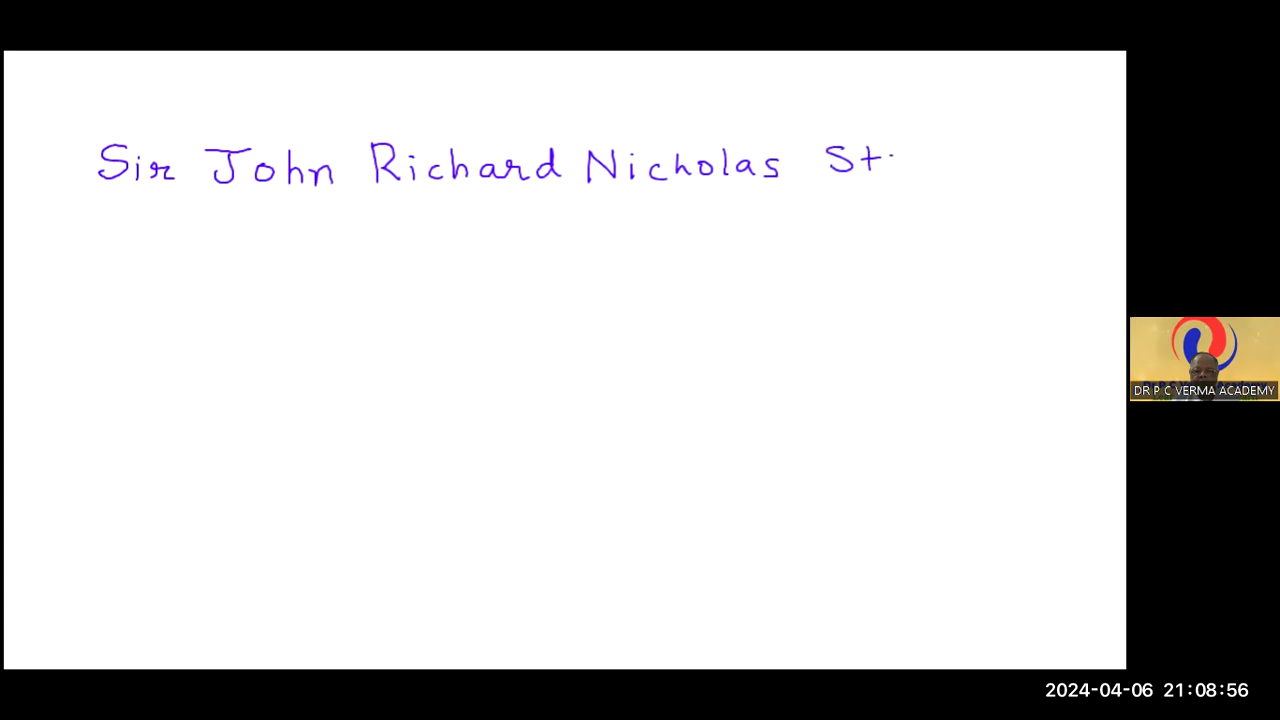 Sir John Richard Nicholas St
DR P C VERMA ACADEMY
2024-04-06 21:08:56